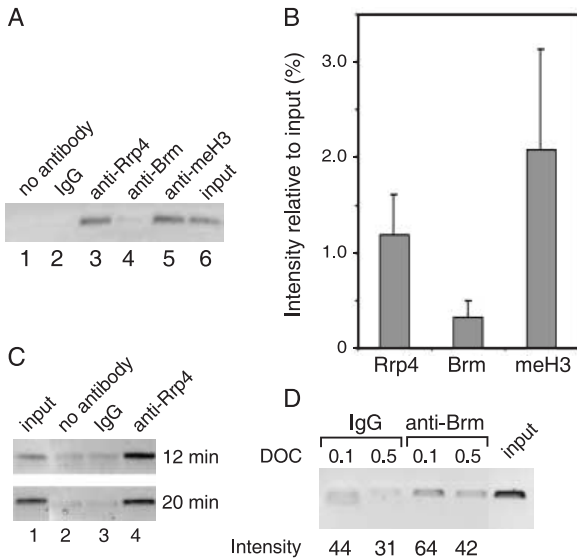 A
no antibody
IgG
anti-Rrp4
anti-Brm
anti-meH3
input
1 2 3 4 5 6
B
Intensity relative to input (%)
3.0
2.0
1.0
0
Rrp4 Brm meH3
C
input
no antibody
IgG
anti-Rrp4
12 min
20 min
1 2 3 4
D
IgG anti-Brm input
DOC 0.1 0.5 0.1 0.5
Intensity 44 31 64 42